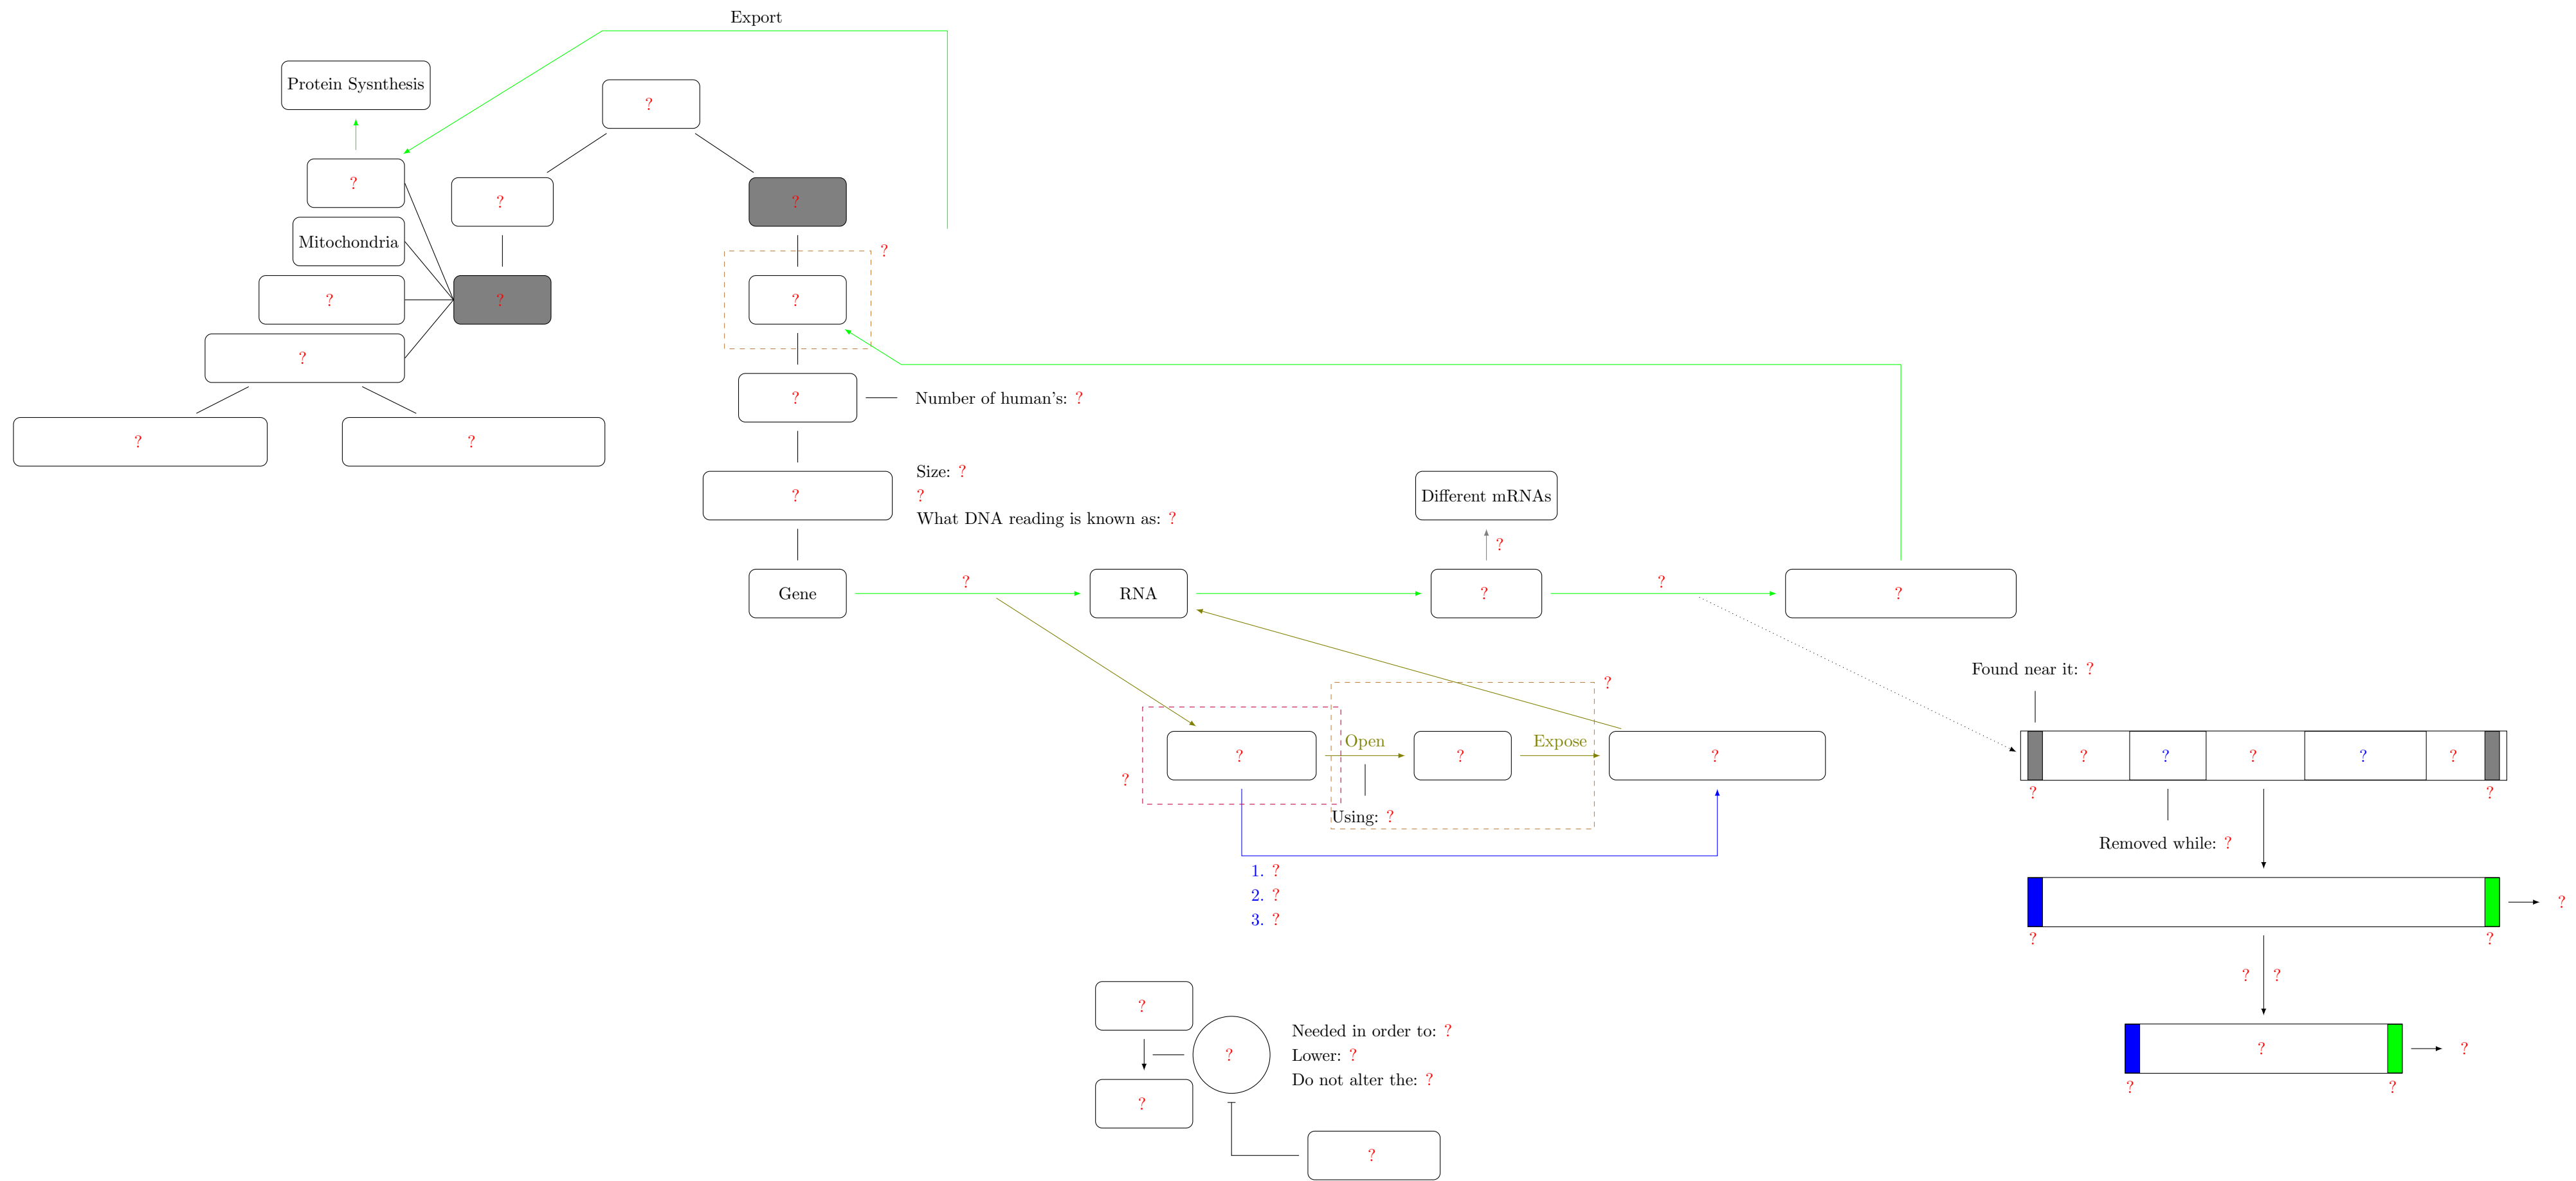 Export
Protein Sysnthesis
?
?
?
?
Mitochondria
?
?
?
?
?
?
Number of human's: ?
?
?
Size: ?
?
?
What DNA reading is known as: ?
Different mRNAs
?
Gene
?
RNA
?
?
?
Found near it: ?
?
?
Open
?
Expose
?
?
Using: ?
?
?
?
?
?
?
?
?
Removed while: ?
1. ?
2. ?
3. ?
?
?
?
? ?
?
?
Needed in order to: ?
Lower: ?
Do not alter the: ?
?
?
?
?
?
?
?